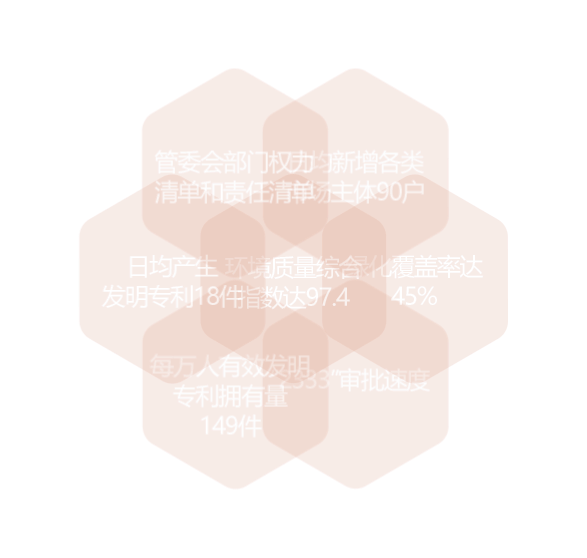 管委会部门权力
清单和责任清单
日均新增各类
市场主体90户
日均产生
发明专利18件
环境质量综合
指数达97.4
绿化覆盖率达
45%
每万人有效发明
专利拥有量
149件
333”审批速度